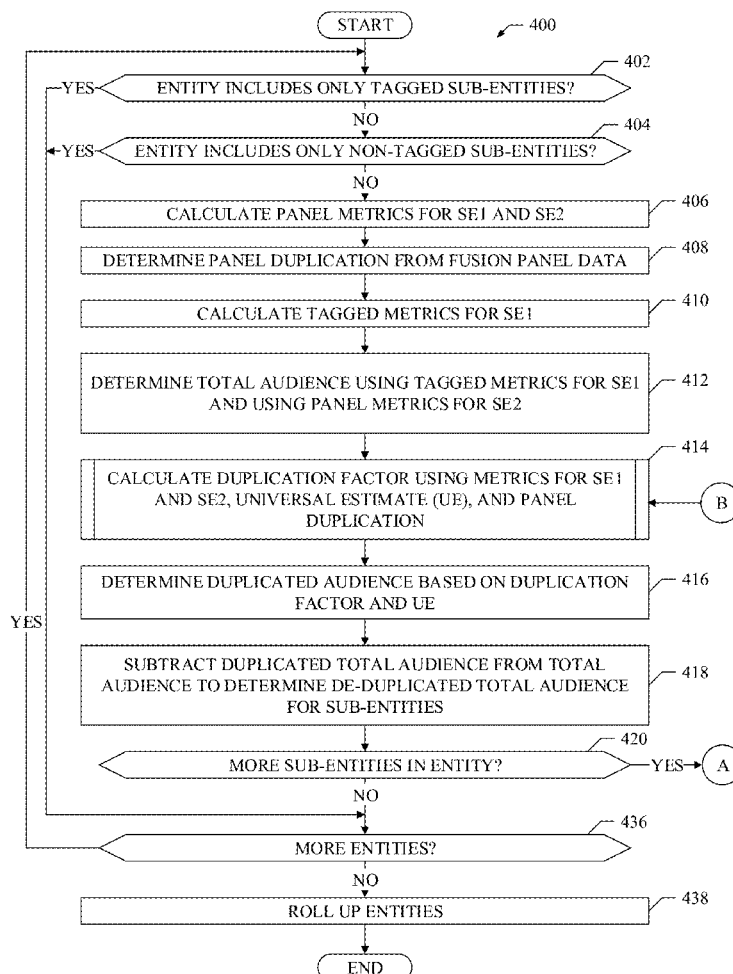 START
400
402
YES
ENTITY INCLUDES ONLY TAGGED SUB-ENTITIES?
NO
404
YES
ENTITY INCLUDES ONLY NON-TAGGED SUB-ENTITIES?
NO
406
CALCULATE PANEL METRICS FOR SE1 AND SE2
408
DETERMINE PANEL DUPLICATION FROM FUSION PANEL DATA
410
CALCULATE TAGGED METRICS FOR SE1
DETERMINE TOTAL AUDIENCE USING TAGGED METRICS FOR SE1
AND USING PANEL METRICS FOR SE2
412
414
CALCULATE DUPLICATION FACTOR USING METRICS FOR SE1
AND SE2, UNIVERSAL ESTIMATE (UE), AND PANEL
DUPLICATION
B
DETERMINE DUPLICATED AUDIENCE BASED ON DUPLICATION
FACTOR AND UE
416
YES
SUBTRACT DUPLICATED TOTAL AUDIENCE FROM TOTAL
AUDIENCE TO DETERMINE DE-DUPLICATED TOTAL AUDIENCE
FOR SUB-ENTITIES
418
420
MORE SUB-ENTITIES IN ENTITY?
YES
A
NO
436
MORE ENTITIES?
NO
ROLL UP ENTITIES
438
END